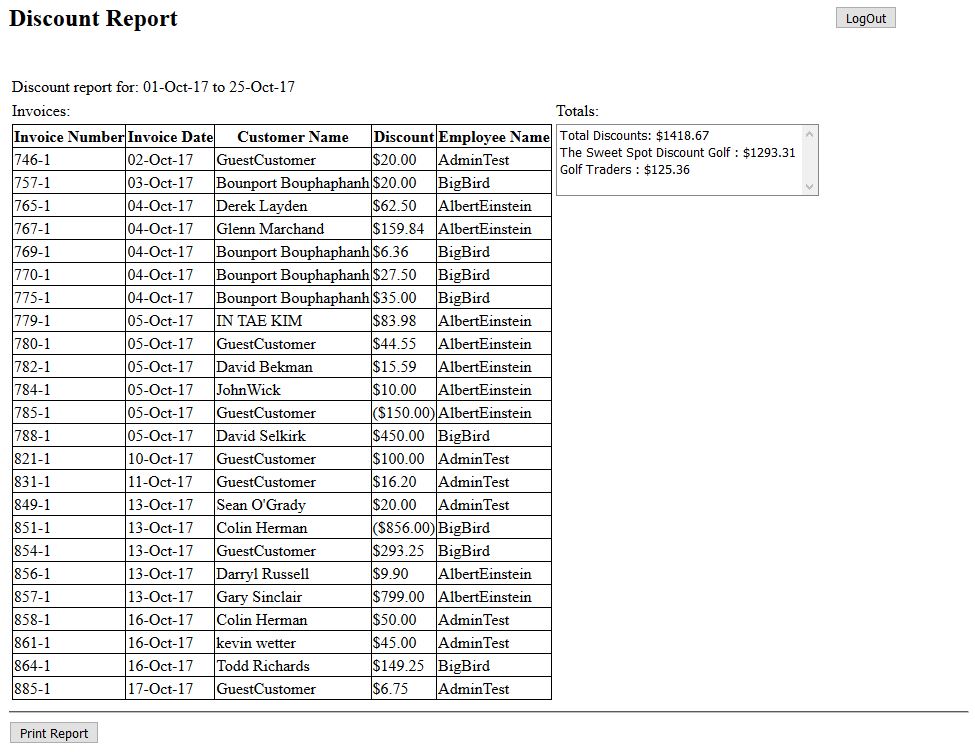 Discount Report
LogOut
Discount report for: 01-Oct-17 to 25-Oct-17
Invoices:
Invoice Number Invoice Date Customer Name Discount Employee Name
746-1 02-Oct-17 GuestCustomer $20.00 AdminTest
757-1 03-Oct-17 Bounport Bouphaphanh $20.00 BigBird
765-1 04-Oct-17 Derek Layden $62.50 AlbertEinstein
767-1 04-Oct-17 Glenn Marchand $159.84 AlbertEinstein
769-1 04-Oct-17 Bounport Bouphaphanh $6.36 BigBird
770-1 04-Oct-17 Bounport Bouphaphanh $27.50 BigBird
775-1 04-Oct-17 Bounport Bouphaphanh $35.00 BigBird
779-1 05-Oct-17 IN TAE KIM $83.98 AlbertEinstein
780-1 05-Oct-17 GuestCustomer $44.55 AlbertEinstein
782-1 05-Oct-17 David Bekman $15.59 AlbertEinstein
784-1 05-Oct-17 JohnWick $10.00 AlbertEinstein
785-1 05-Oct-17 GuestCustomer ($150.00) AlbertEinstein
788-1 05-Oct-17 David Selkirk $450.00 BigBird
821-1 10-Oct-17 GuestCustomer $100.00 AdminTest
831-1 11-Oct-17 GuestCustomer $16.20 AdminTest
849-1 13-Oct-17 Sean O'Grady $20.00 AdminTest
851-1 13-Oct-17 Colin Herman ($856.00) BigBird
854-1 13-Oct-17 GuestCustomer $293.25 BigBird
856-1 13-Oct-17 Darryl Russell $9.90 AlbertEinstein
857-1 13-Oct-17 Gary Sinclair $799.00 AlbertEinstein
858-1 16-Oct-17 Colin Herman $50.00 AdminTest
861-1 16-Oct-17 kevin wetter $45.00 AdminTest
864-1 16-Oct-17 Todd Richards $149.25 BigBird
885-1 17-Oct-17 GuestCustomer $6.75 AdminTest
Totals:
Total Discounts: $1418.67
The Sweet Spot Discount Golf : $1293.31
Golf Traders : $125.36
Print Report